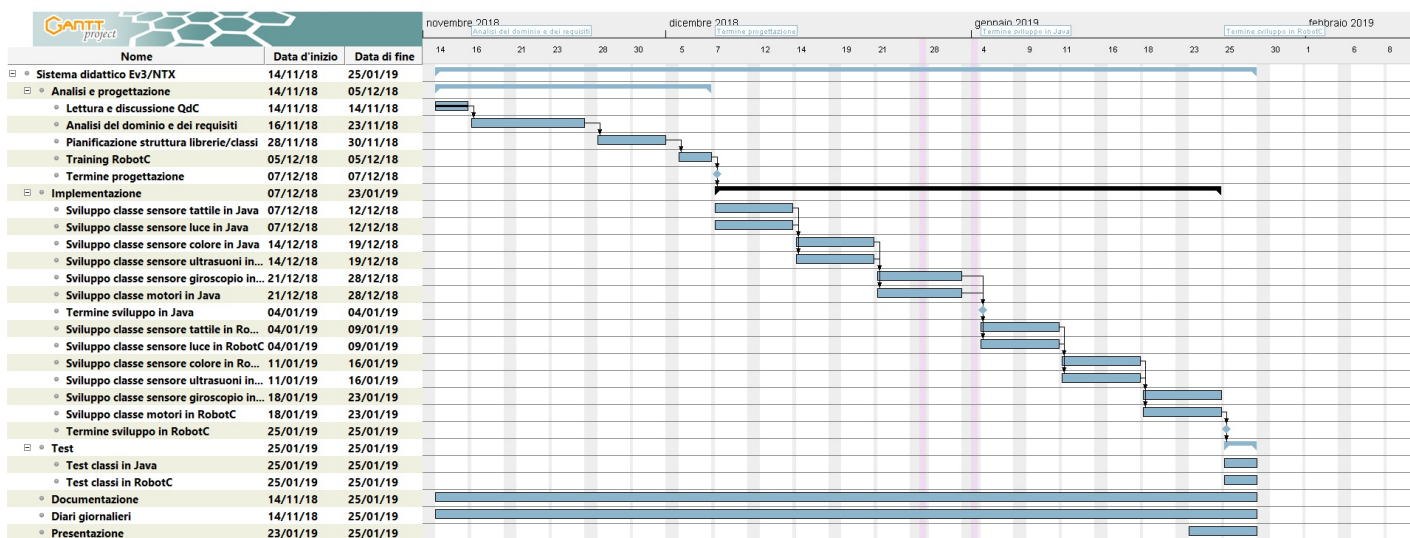 GANTT project
novembre 2018 dicembre 2018 gennaio 2019 febbraio 2019
Analisi del dominio e dei requisiti Termine progettazione Termine sviluppo in Java Termine sviluppo in RobotC
14 16 21 23 28 30 5 7 12 14 19 21 28 4 9 11 16 18 23 25 30 1 6 8
Nome Data d'inizio Data di fine
Sistema didattico Ev3/NTX 14/11/18 25/01/19
Analisi e progettazione 14/11/18 05/12/18
Lettura e discussione QdC 14/11/18 14/11/18
Analisi del dominio e dei requisiti 16/11/18 23/11/18
Pianificazione struttura librerie/classi 28/11/18 30/11/18
Training RobotC 05/12/18 05/12/18
Termine progettazione 07/12/18 07/12/18
Implementazione 07/12/18 23/01/19
Sviluppo classe sensore tattile in Java 07/12/18 12/12/18
Sviluppo classe sensore luce in Java 07/12/18 12/12/18
Sviluppo classe sensore colore in Java 14/12/18 19/12/18
Sviluppo classe sensore ultrasuoni in... 14/12/18 19/12/18
Sviluppo classe sensore giroscopio in... 21/12/18 28/12/18
Sviluppo classe motori in Java 21/12/18 28/12/18
Termine sviluppo in Java 04/01/19 04/01/19
Sviluppo classe sensore tattile in Ro... 04/01/19 09/01/19
Sviluppo classe sensore luce in RobotC 04/01/19 09/01/19
Sviluppo classe sensore colore in Ro... 11/01/19 16/01/19
Sviluppo classe sensore ultrasuoni in... 11/01/19 16/01/19
Sviluppo classe sensore giroscopio in... 18/01/19 23/01/19
Sviluppo classe motori in RobotC 18/01/19 23/01/19
Termine sviluppo in RobotC 25/01/19 25/01/19
Test 25/01/19 25/01/19
Test classi in Java 25/01/19 25/01/19
Test classi in RobotC 25/01/19 25/01/19
Documentazione 14/11/18 25/01/19
Diari giornalieri 14/11/18 25/01/19
Presentazione 23/01/19 25/01/19